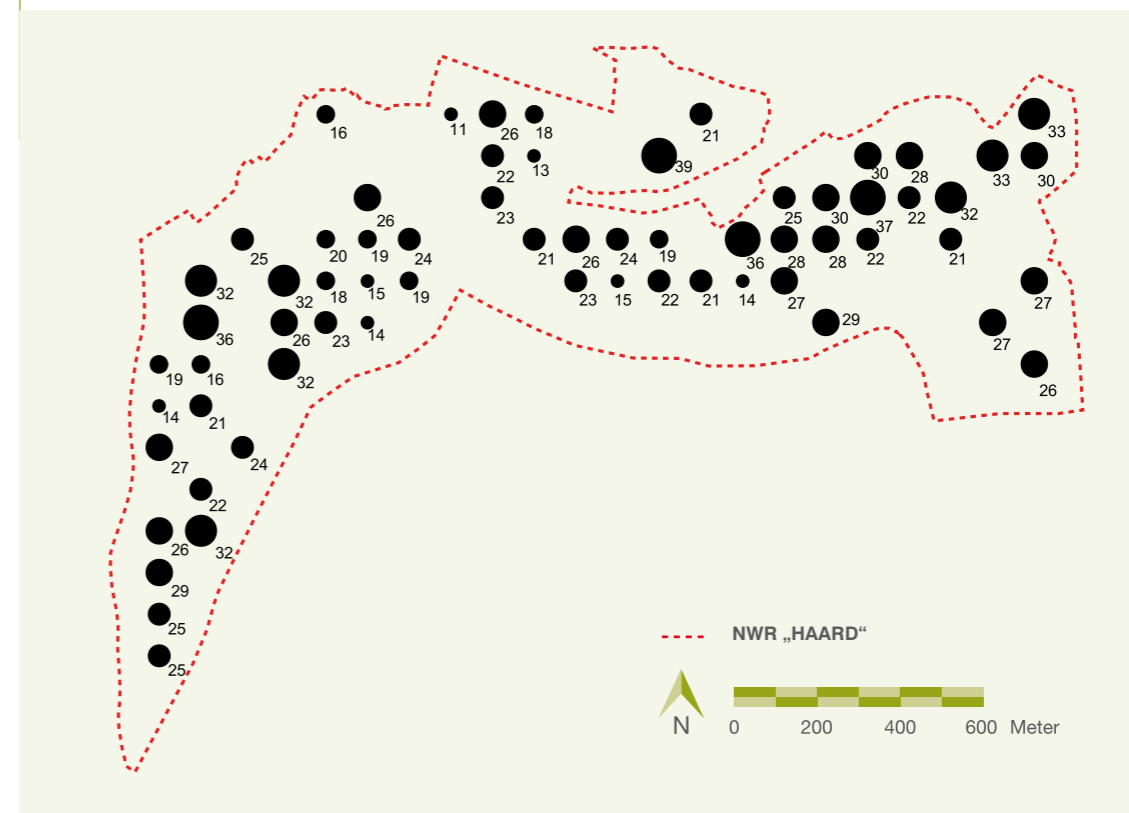 16 11 26 18 21 33
22 13 39 30 28 33 30
26 23 25 30 37 22 32
25 20 19 24 21 26 24 19 36 28 28 22 21
32 32 18 15 19 23 15 22 21 14 27 27
36 26 23 14 29 27
19 16 32 26
14 21
27 24
22
26 32
29
25
25
NWR „HAARD“
N
0 200 400 600 Meter